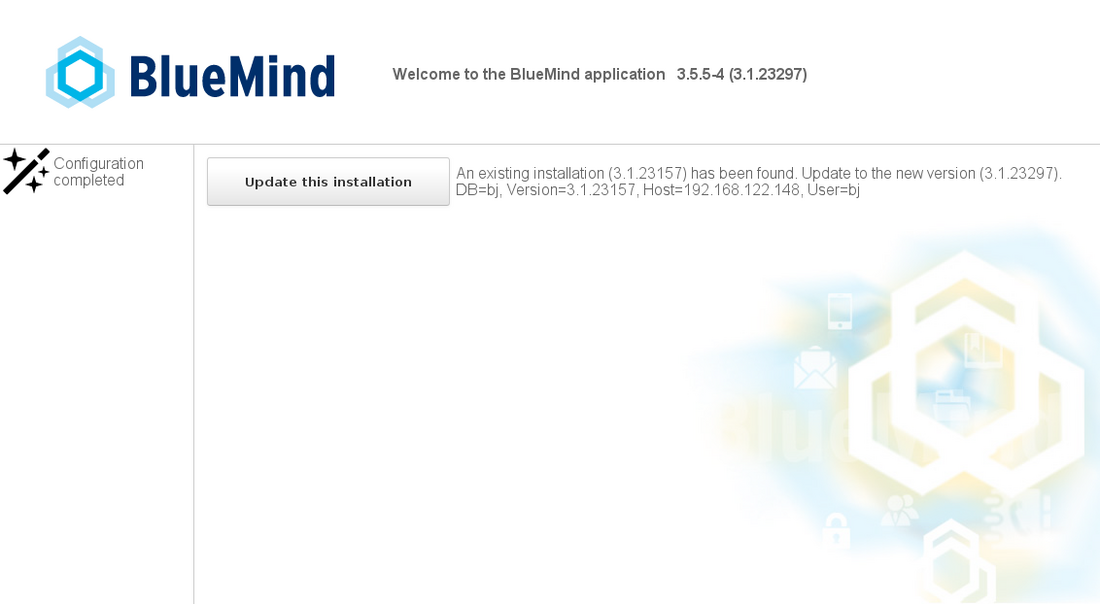 BlueMind
Welcome to the BlueMind application 3.5.5-4 (3.1.23297)
Configuration
completed
Update this installation
An existing installation (3.1.23157) has been found. Update to the new version (3.1.23297).
DB=bj, Version=3.1.23157, Host=192.168.122.148, User=bj
BlueMind